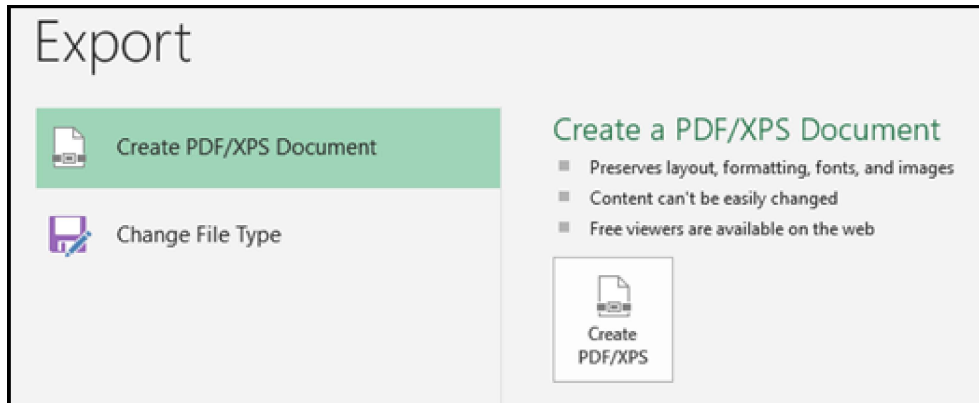 Export
Create PDF/XPS Document
Change File Type
Create a PDF/XPS Document
Preserves layout, formatting, fonts, and images
Content can't be easily changed
Free viewers are available on the web
Create
PDF/XPS